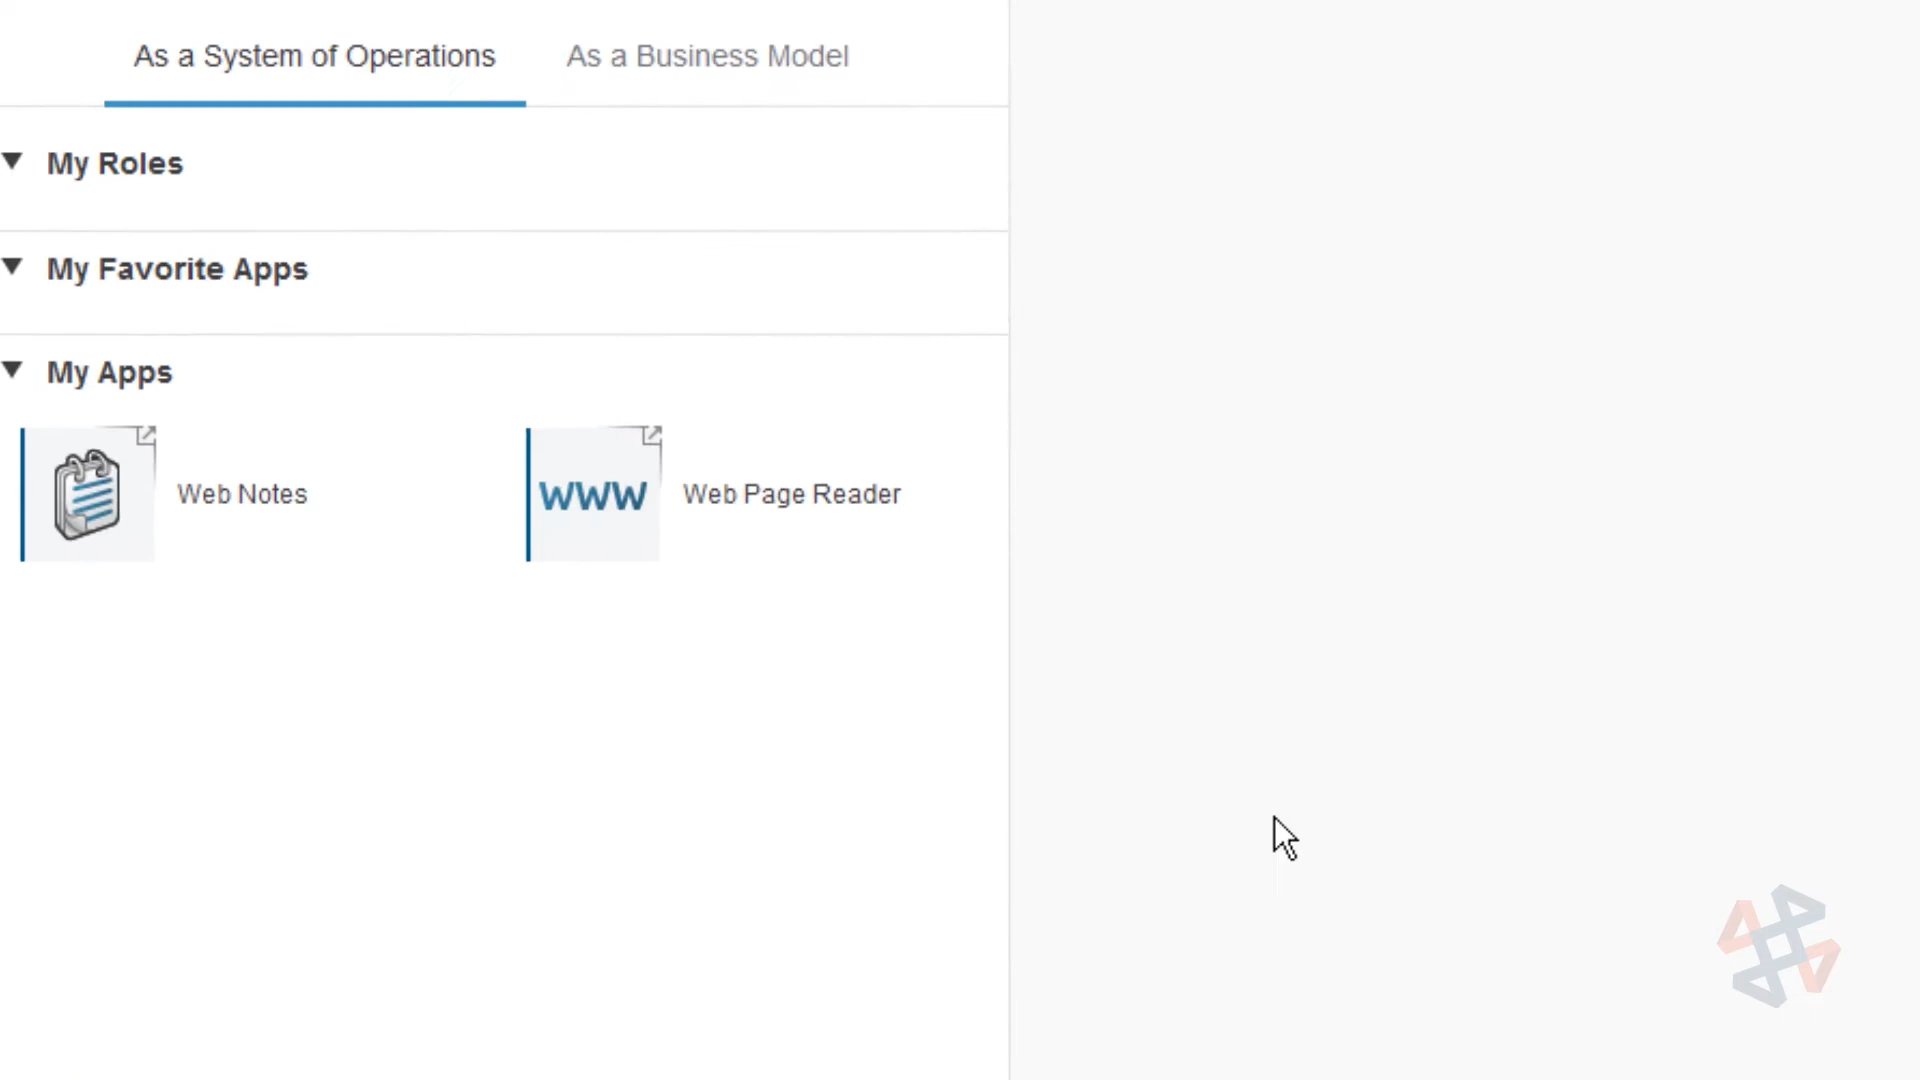 As a System of Operations As a Business Model
My Roles
My Favorite Apps
My Apps
Web Notes
www Web Page Reader